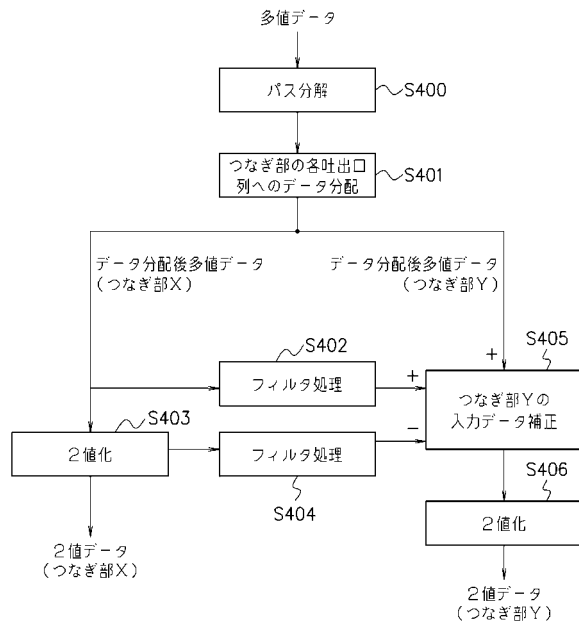 多値データ
パス分解
S400
つなぎ部の各吐出口
列へのデータ分配
S401
データ分配後多値データ
(つなぎ部X)
データ分配後多値データ
(つなぎ部Y)
S402
フィルタ処理
S405
+
+
-
つなぎ部Yの
入力データ補正
S403
2値化
フィルタ処理
S404
S406
2値化
2値データ
(つなぎ部X)
2値データ
(つなぎ部Y)